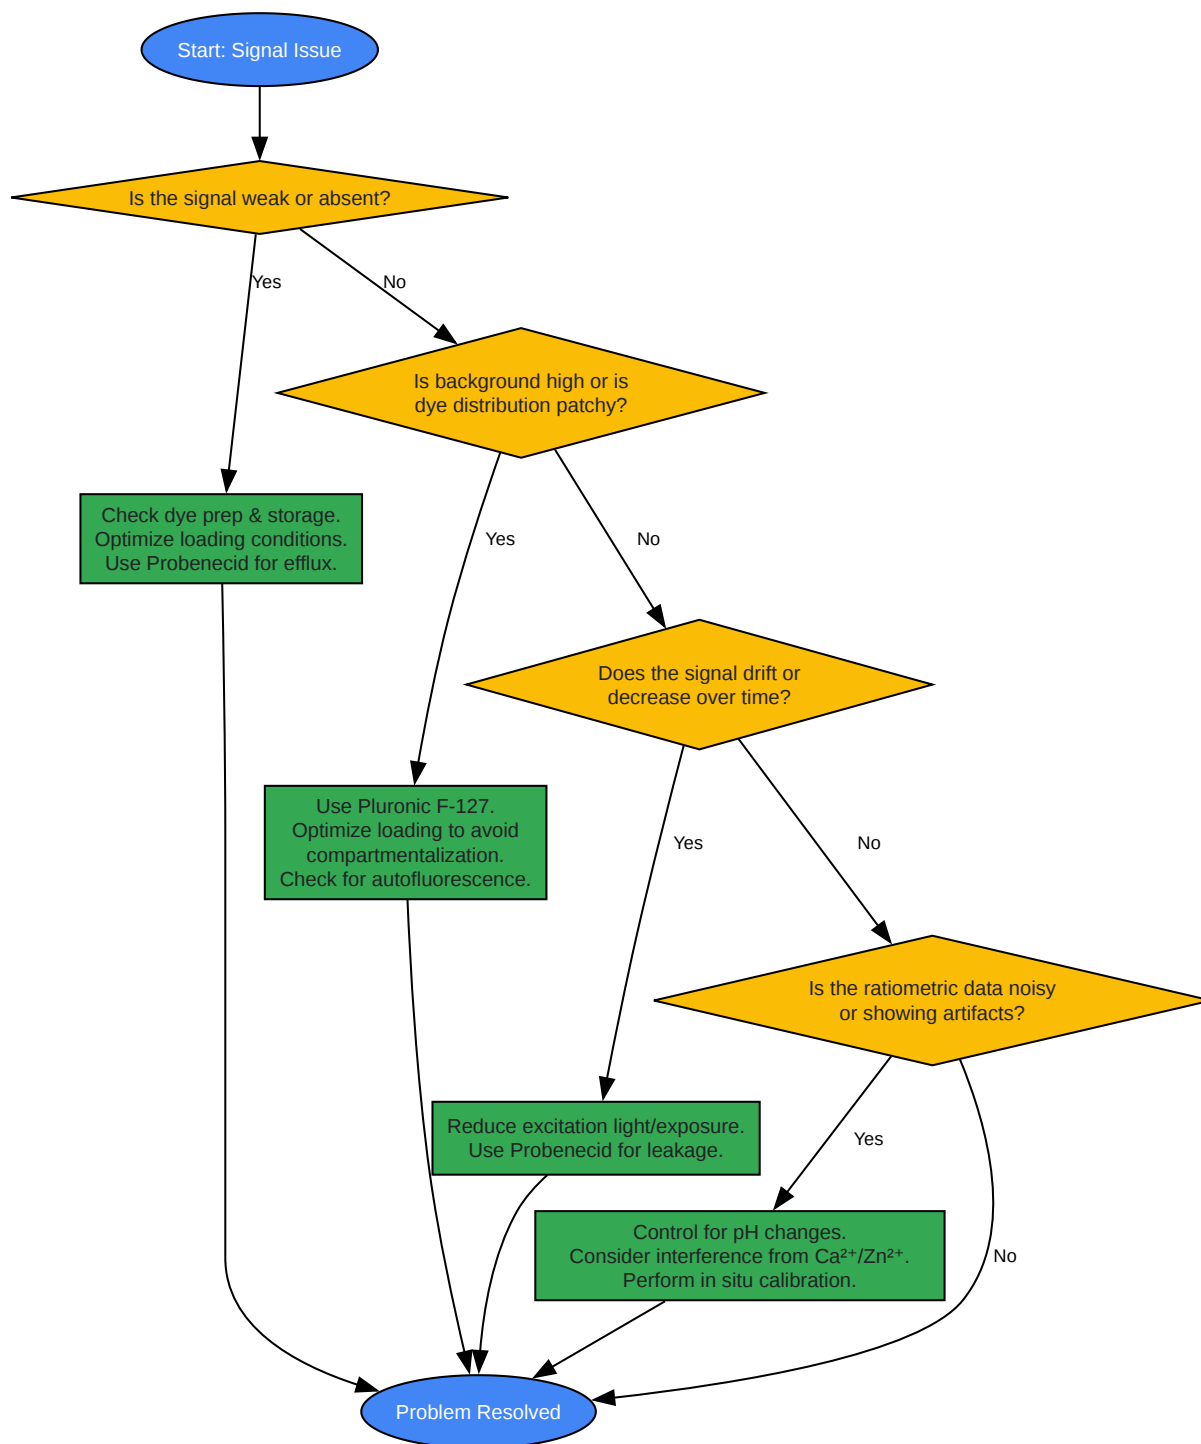 Start: Signal Issue
Is the signal weak or absent?
Yes
No
Is background high or is
dye distribution patchy?
Check dye prep & storage.
Optimize loading conditions.
Use Probenecid for efflux.
Yes
No
Does the signal drift or
decrease over time?
Use Pluronic F-127.
Optimize loading to avoid
compartmentalization.
Check for autofluorescence.
Yes
No
Is the ratiometric data noisy
or showing artifacts?
Reduce excitation light/exposure.
Use Probenecid for leakage.
Yes
Control for pH changes.
Consider interference from Ca²⁺/Zn²⁺.
Perform in situ calibration.
No
Problem Resolved